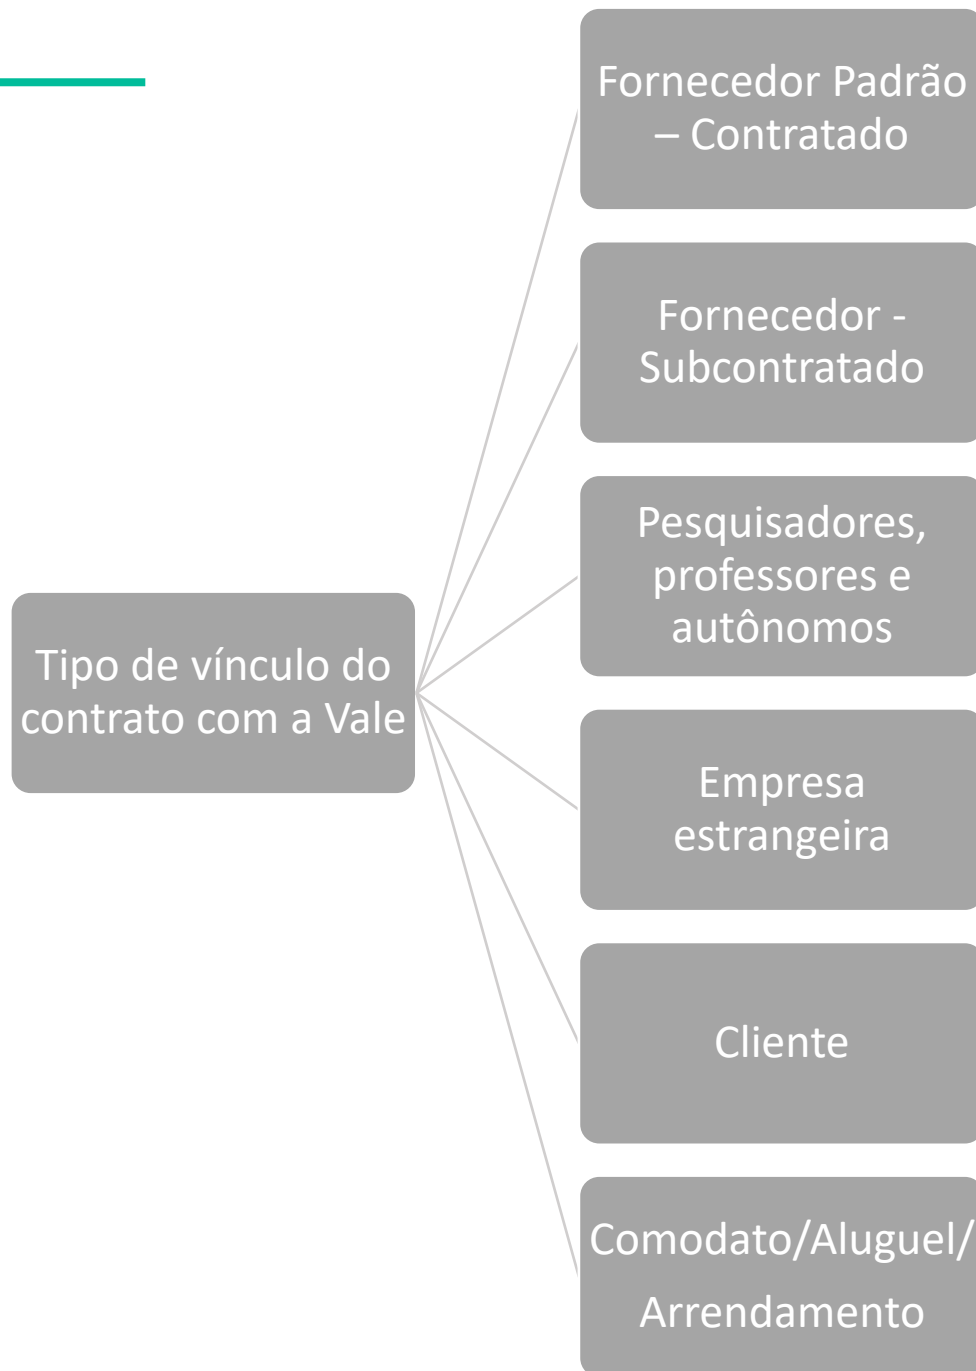 Fornecedor Padrão
– Contratado
Fornecedor -
Subcontratado
Pesquisadores,
professores e
autônomos
Tipo de vínculo do
contrato com a Vale
Empresa
estrangeira
Cliente
Comodato/Aluguel/
Arrendamento